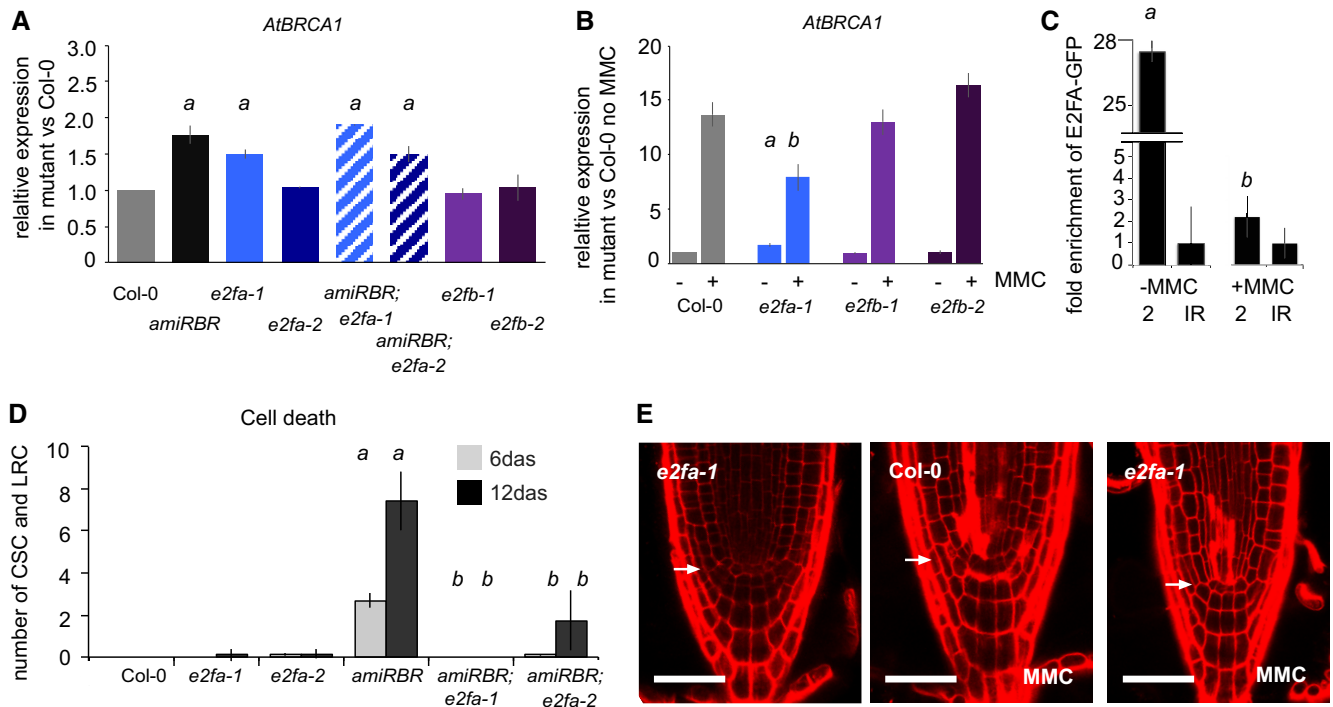 A
AtBRCA1
relaltive expression
in mutant vs Col-0
3.0
2.5
2.0
1.5
1.0
0.5
0
a
a
a
a
Col-0
amiRBR
e2fa-1
e2fa-2
amiRBR;
e2fa-1
amiRBR;
e2fa-2
e2fb-1
e2fb-2
B
AtBRCA1
relaltive expression
in mutant vs Col-0 no MMC
20
15
10
5
0
a
b
- + - + - + - + MMC
Col-0
e2fa-1
e2fb-1
e2fb-2
C
fold enrichment of E2FA-GFP
28
25
5
4
3
2
1
0
a
b
-MMC
+MMC
2 IR 2 IR
D
Cell death
number of CSC and LRC
10
8
6
4
2
0
6das
12das
a a
b b
b b
Col-0
e2fa-1
e2fa-2
amiRBR
amiRBR;
e2fa-1
amiRBR;
e2fa-2
E
e2fa-1
Col-0
MMC
e2fa-1
MMC